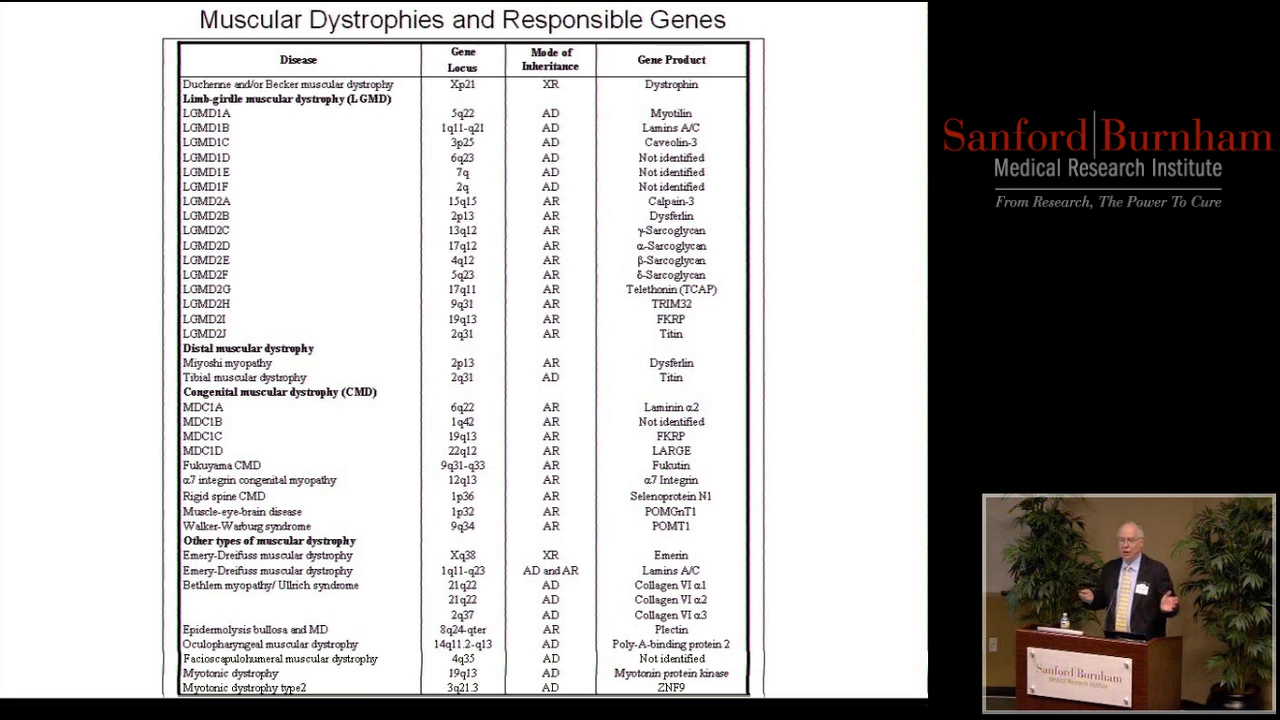 Muscular Dystrophies and Responsible Genes
Disease Gene Locus Mode of Inheritance Gene Product
Duchenne and/or Becker muscular dystrophy Xp21 XR Dystrophin
Limb-girdle muscular dystrophy (LGMD)
LGMD1A 5q22 AD Myotilin
LGMD1B 1q11-q21 AD Lamins A/C
LGMD1C 3p25 AD Caveolin-3
LGMD1D 6q23 AD Not identified
LGMD1E 7q AD Not identified
LGMD1F 2q AD Not identified
LGMD2A 15q15 AR Calpain-3
LGMD2B 2p13 AR Dysferlin
LGMD2C 13q12 AR γ-Sarcoglycan
LGMD2D 17q12 AR α-Sarcoglycan
LGMD2E 4q12 AR β-Sarcoglycan
LGMD2F 5q23 AR δ-Sarcoglycan
LGMD2G 17q11 AR Telethonin (TCAP)
LGMD2H 9q31 AR TRIM32
LGMD2I 19q13 AR FKRP
LGMD2J 2q31 AR Titin
Distal muscular dystrophy
Miyoshi myopathy 2p13 AR Dysferlin
Tibial muscular dystrophy 2q31 AD Titin
Congenital muscular dystrophy (CMD)
MDC1A 6q22 AR Laminin α2
MDC1B 1q42 AR Not identified
MDC1C 19q13 AR FKRP
MDC1D 22q12 AR LARGE
Fukuyama CMD 9q31-q33 AR Fukutin
α7 integrin congenital myopathy 12q13 AR α7 Integrin
Rigid spine CMD 1p36 AR Selenoprotein N1
Muscle-eye-brain disease 1p32 AR POMGnT1
Walker-Warburg syndrome 9q34 AR POMT1
Other types of muscular dystrophy
Emery-Dreifuss muscular dystrophy Xq38 XR Emerin
Emery-Dreifuss muscular dystrophy 1q11-q23 AD and AR Lamins A/C
Bethlem myopathy/ Ullrich syndrome 21q22 AD Collagen VI α1
21q22 AD Collagen VI α2
2q37 AD Collagen VI α3
Epidermolysis bullosa and MD 8q24-qter AR Plectin
Oculopharyngeal muscular dystrophy 14q11.2-q13 AD Poly-A-binding protein 2
Facioscapulohumeral muscular dystrophy 4q35 AD Not identified
Myotonic dystrophy 19q13 AD Myotonin protein kinase
Myotonic dystrophy type2 3q21.3 AD ZNF9
Sanford Burnham
Medical Research Institute
From Research, The Power To Cure
Sanford Burnham
Medical Research Institute